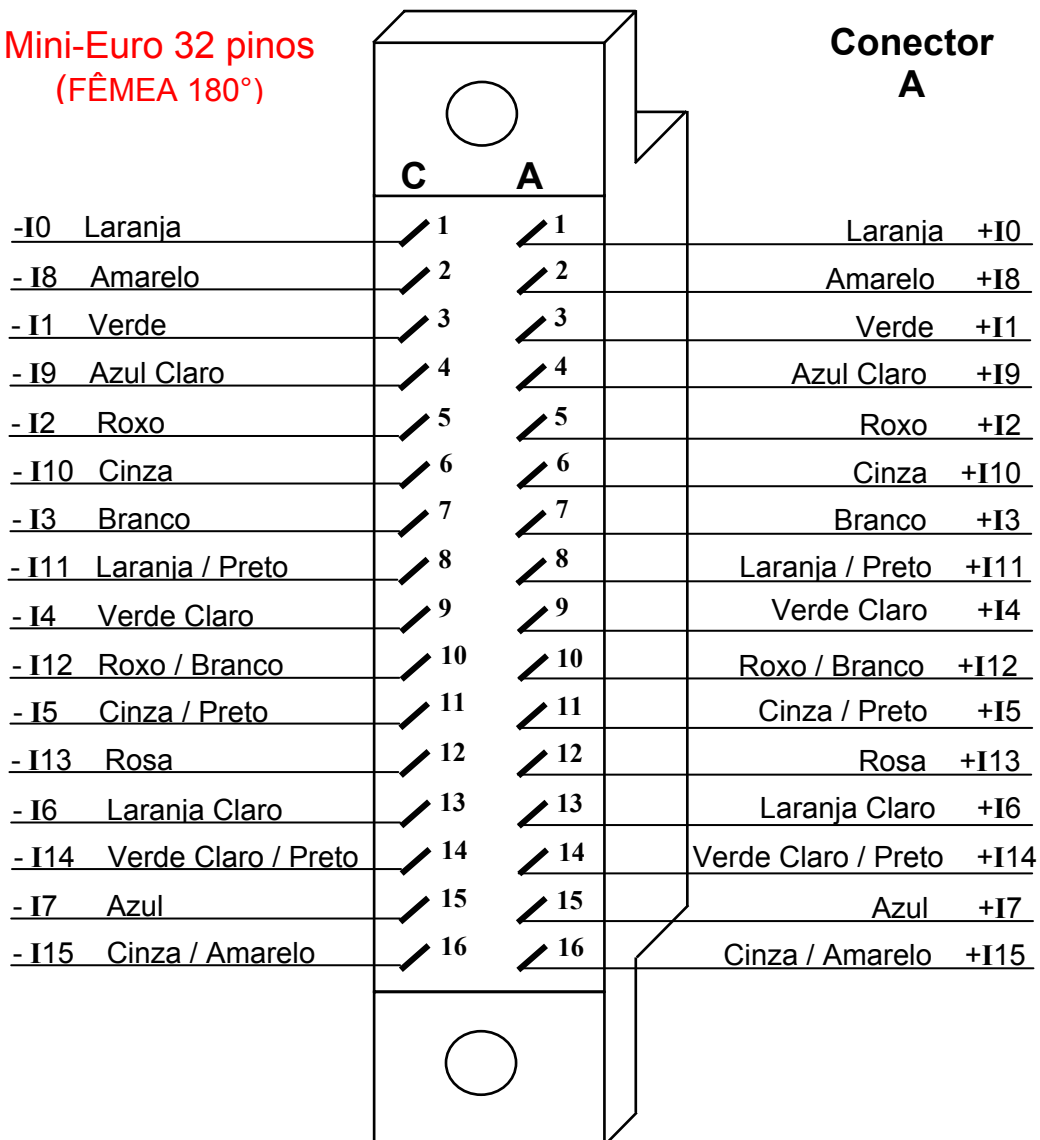 Mini-Euro 32 pinos
(FÊMEA 180°)
Conector
A
C A
-I0 Laranja 1 1 Laranja +I0
- I8 Amarelo 2 2 Amarelo +I8
- I1 Verde 3 3 Verde +I1
- I9 Azul Claro 4 4 Azul Claro +I9
- I2 Roxo 5 5 Roxo +I2
- I10 Cinza 6 6 Cinza +I10
- I3 Branco 7 7 Branco +I3
- I11 Laranja / Preto 8 8 Laranja / Preto +I11
- I4 Verde Claro 9 9 Verde Claro +I4
- I12 Roxo / Branco 10 10 Roxo / Branco +I12
- I5 Cinza / Preto 11 11 Cinza / Preto +I5
- I13 Rosa 12 12 Rosa +I13
- I6 Laranja Claro 13 13 Laranja Claro +I6
- I14 Verde Claro / Preto 14 14 Verde Claro / Preto +I14
- I7 Azul 15 15 Azul +I7
- I15 Cinza / Amarelo 16 16 Cinza / Amarelo +I15